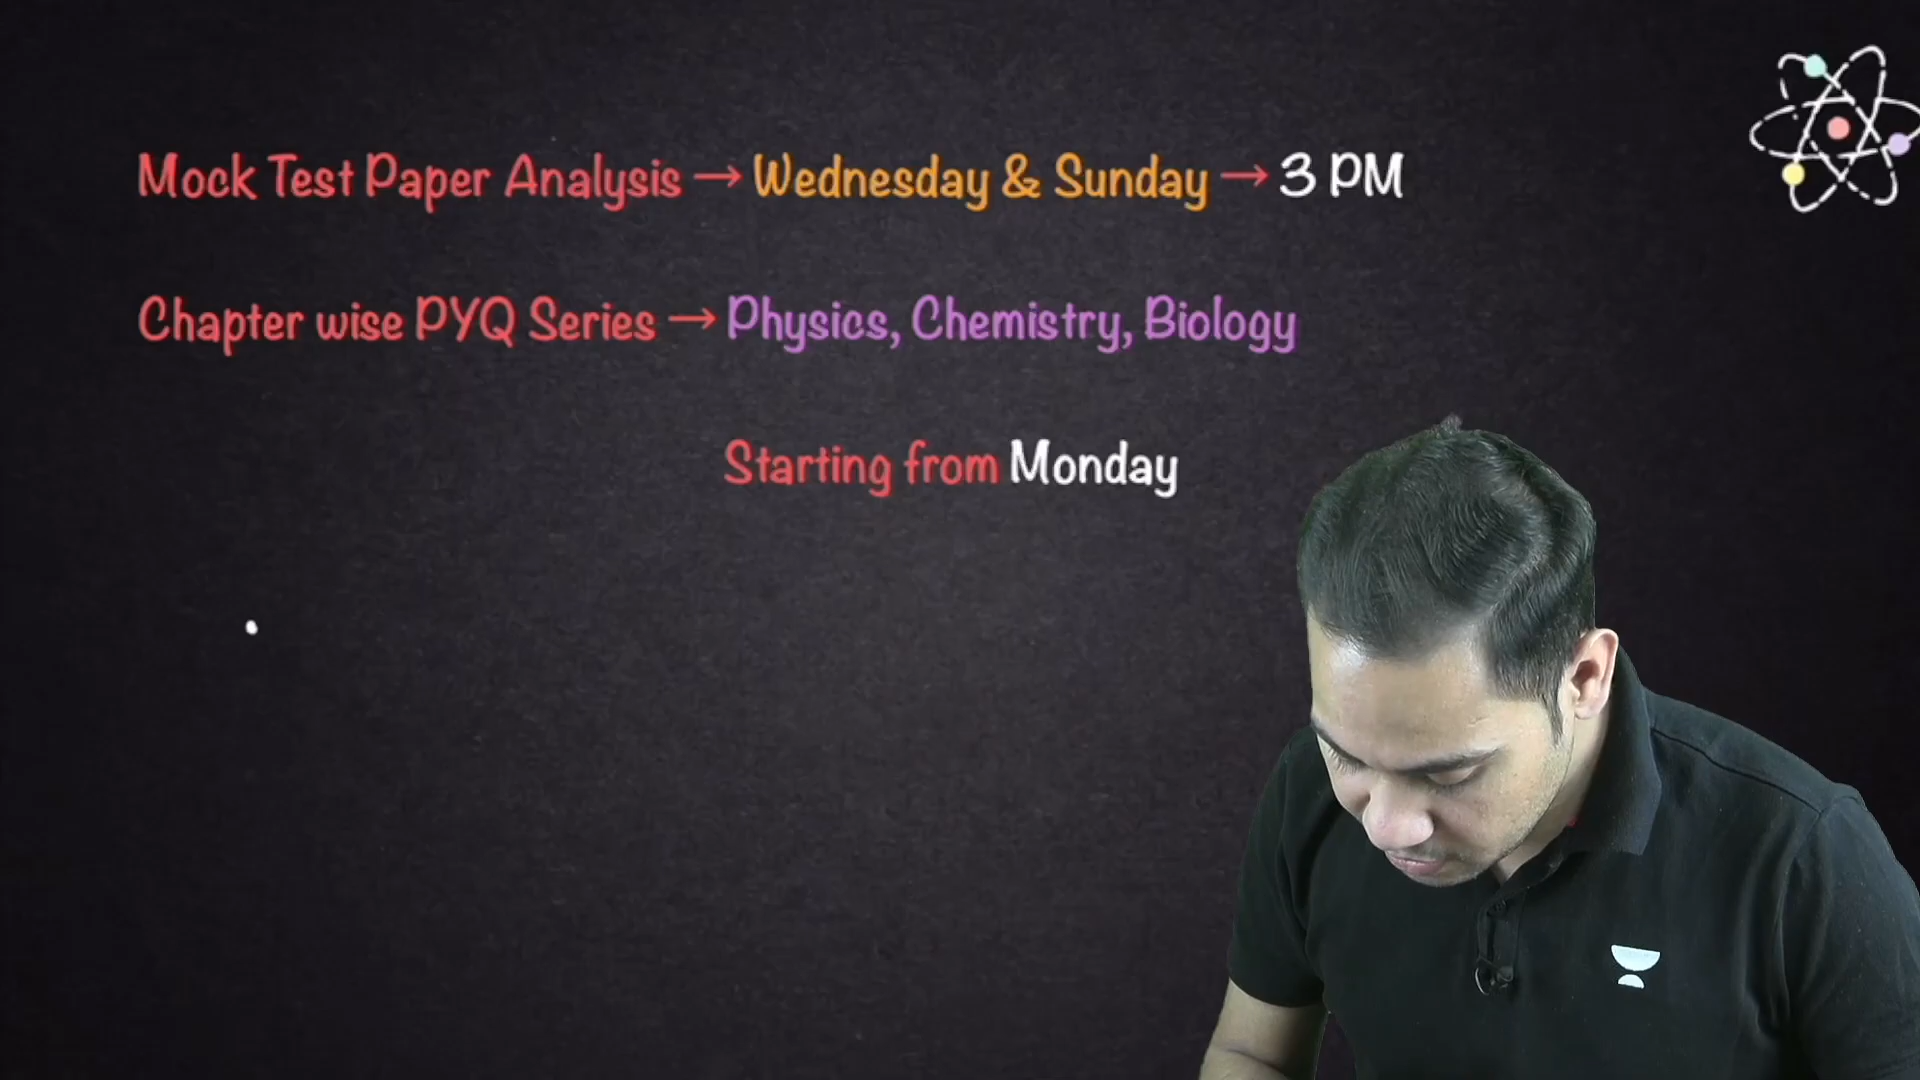 Mock Test Paper Analysis → Wednesday & Sunday → 3 PM
Chapter wise PYQ Series → Physics, Chemistry, Biology
Starting from Monday